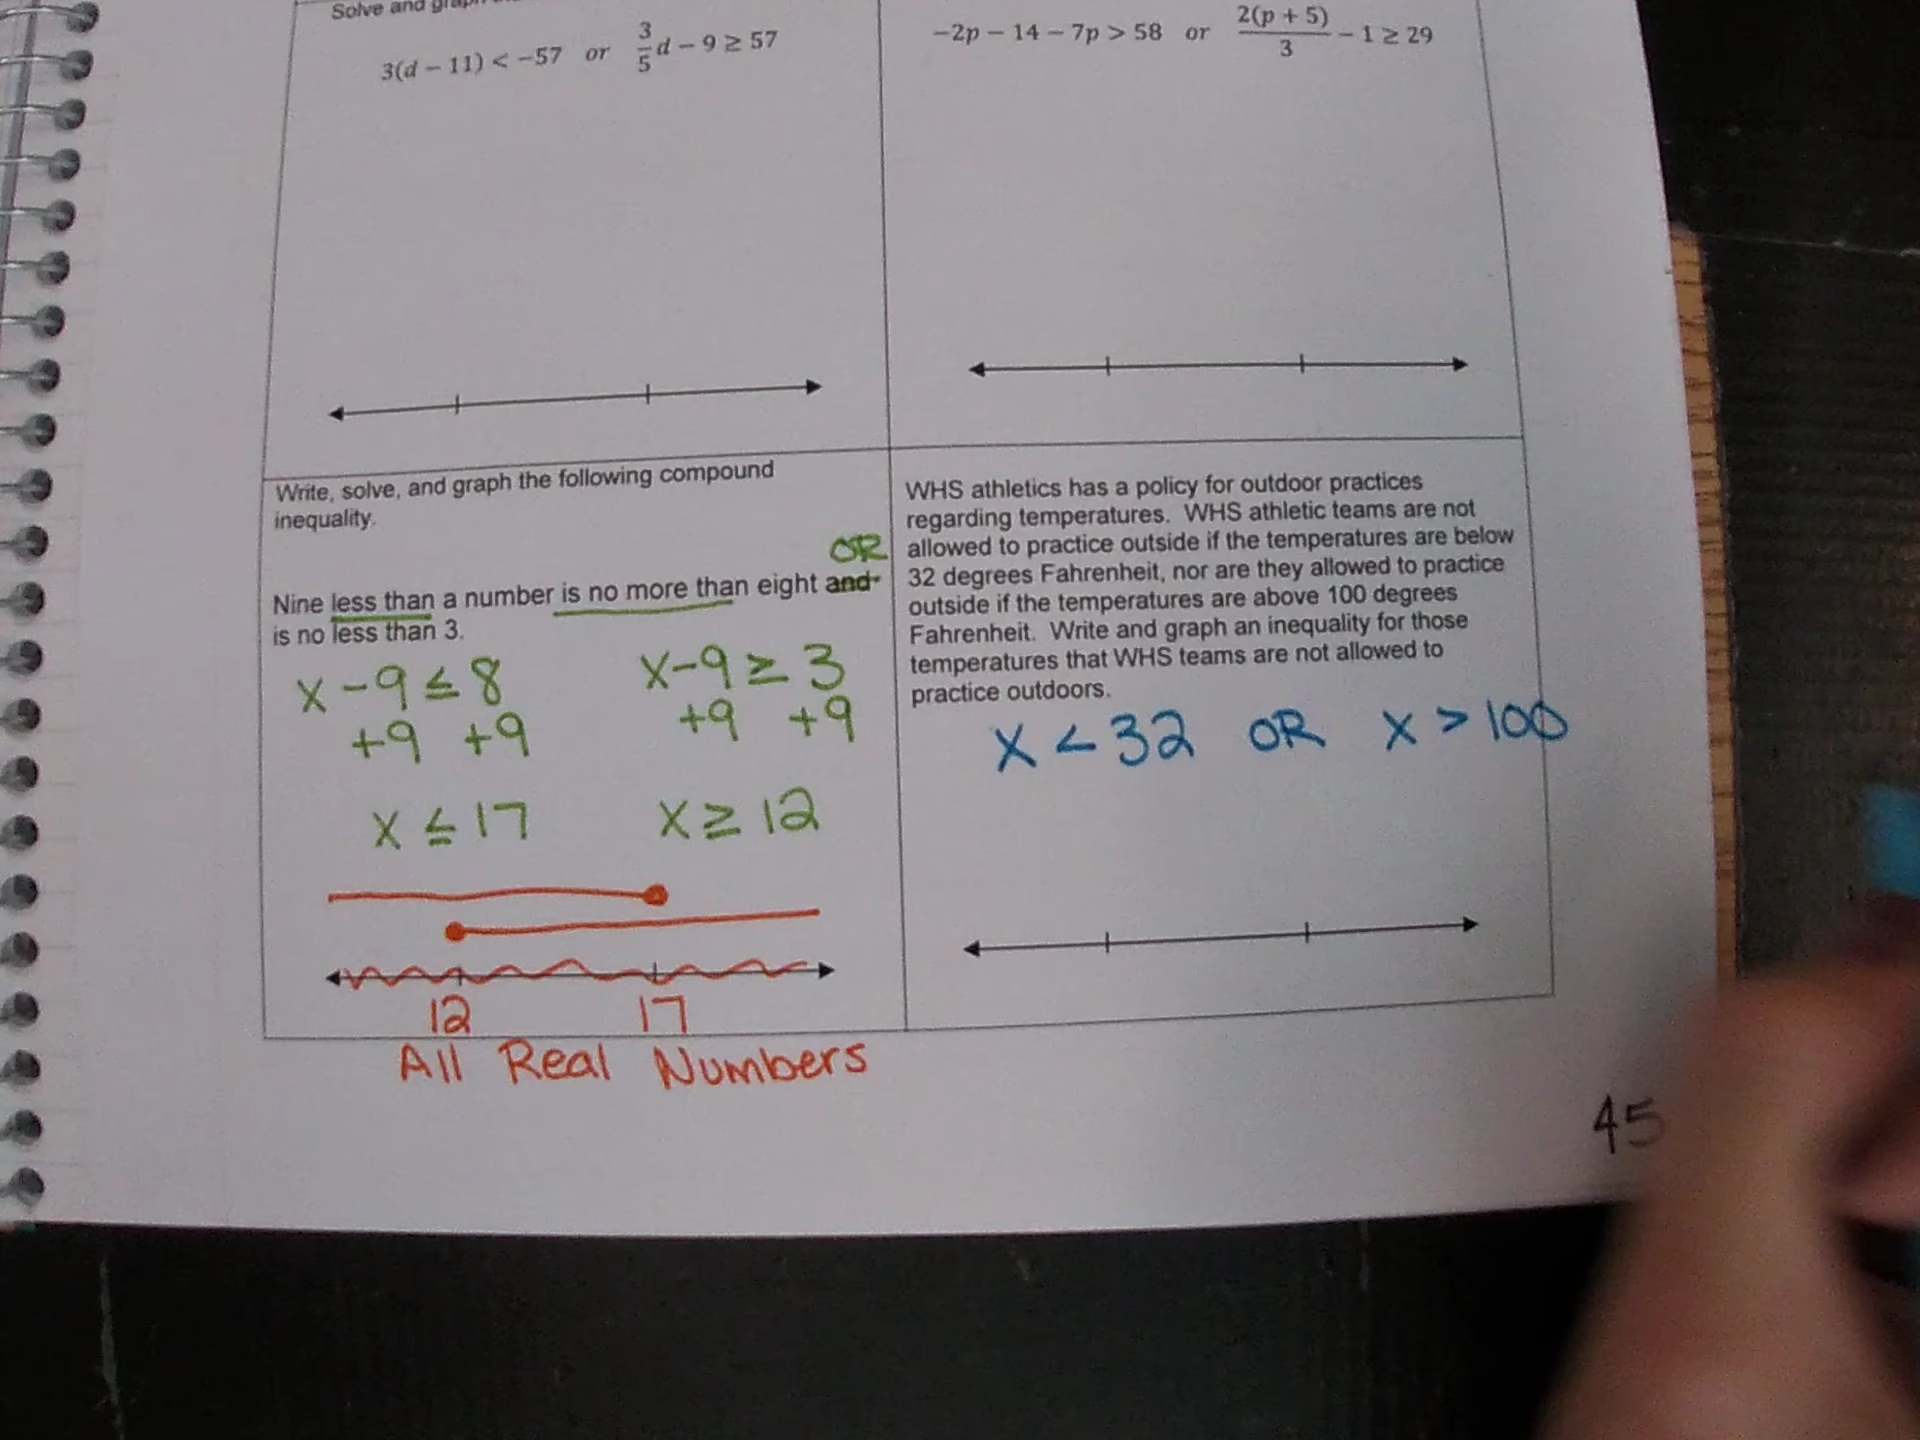 Solve and graph
3(d − 11) < −57 or 3/5 d − 9 ≥ 57
−2p − 14 − 7p > 58 or 2(p + 5)/3 − 1 ≥ 29
Write, solve, and graph the following compound
inequality.
OR
Nine less than a number is no more than eight and
is no less than 3.
x − 9 ≤ 8
+9 +9
x ≤ 17
x − 9 ≥ 3
+9 +9
x ≥ 12
12 17
All Real Numbers
WHS athletics has a policy for outdoor practices
regarding temperatures. WHS athletic teams are not
allowed to practice outside if the temperatures are below
32 degrees Fahrenheit, nor are they allowed to practice
outside if the temperatures are above 100 degrees
Fahrenheit. Write and graph an inequality for those
temperatures that WHS teams are not allowed to
practice outdoors.
x < 32 OR x > 100
45